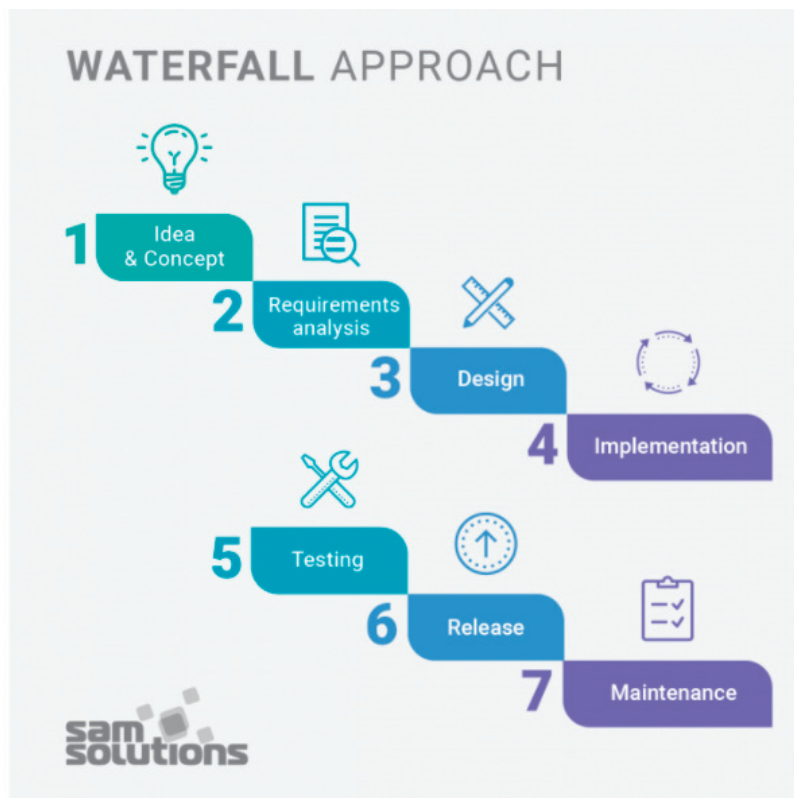 WATERFALL APPROACH
1
Idea
& Concept
2
Requirements
analysis
3
Design
4
Implementation
5
Testing
6
Release
7
Maintenance
sam
solutions